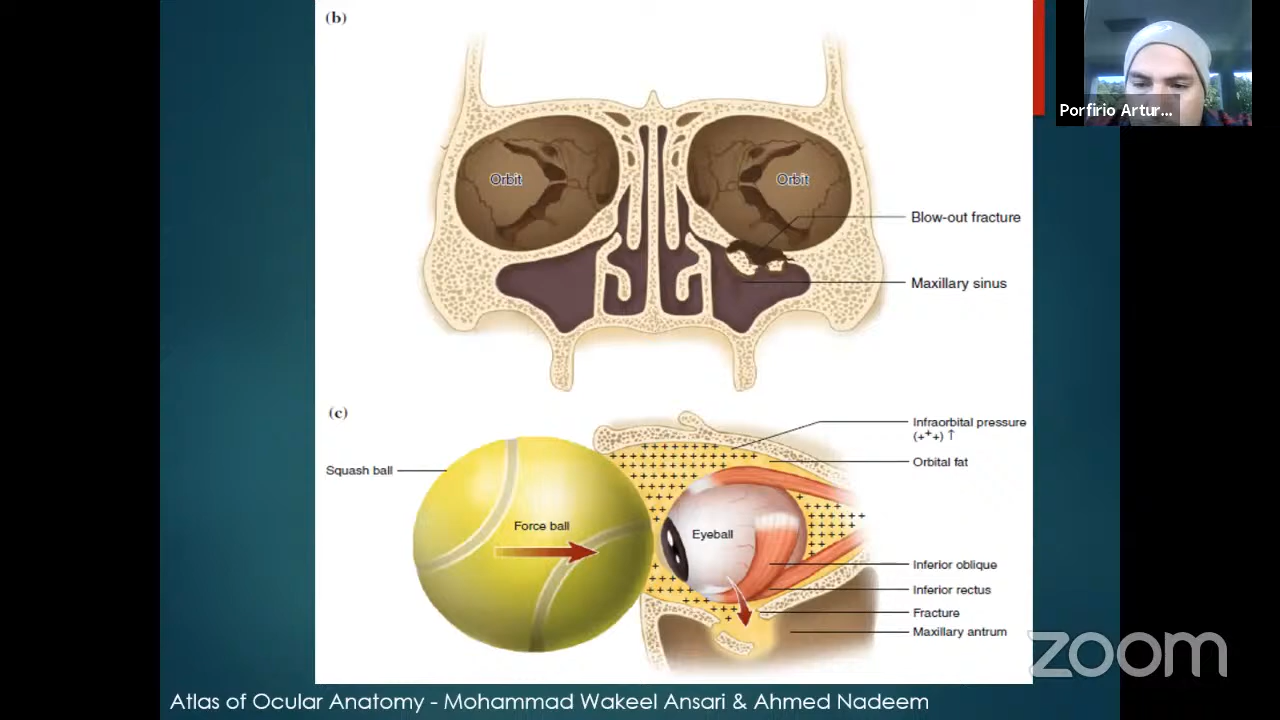 (b)
Porfirio Artur...
Orbit
Orbit
Blow-out fracture
Maxillary sinus
(c)
Infraorbital pressure
(+++) ↑
Orbital fat
Squash ball
Force ball
Eyeball
Inferior oblique
Inferior rectus
Fracture
Maxillary antrum
zoom
Atlas of Ocular Anatomy - Mohammad Wakeel Ansari & Ahmed Nadeem